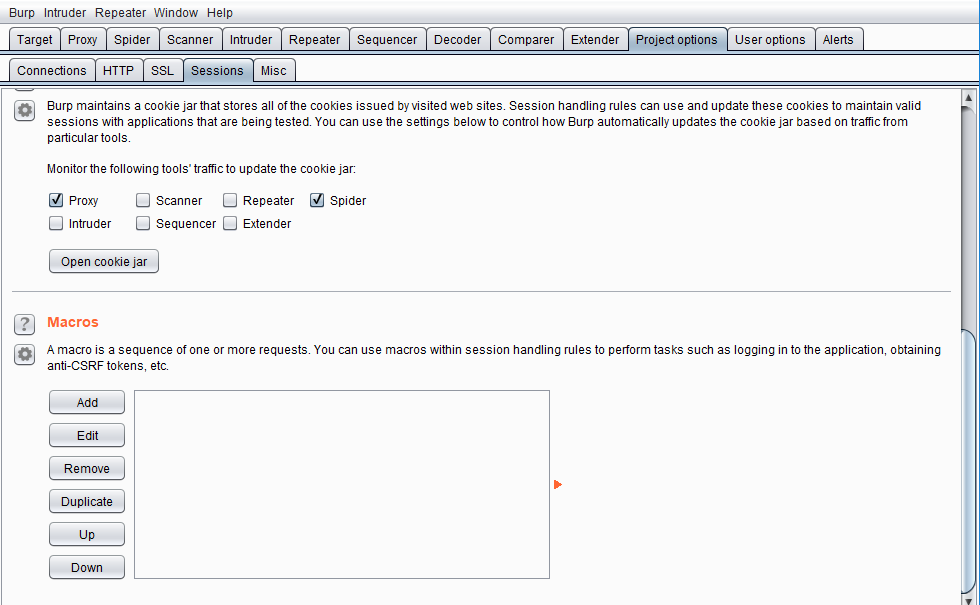 Burp Intruder Repeater Window Help
Target Proxy Spider Scanner Intruder Repeater Sequencer Decoder Comparer Extender Project options User options Alerts
Connections HTTP SSL Sessions Misc
Burp maintains a cookie jar that stores all of the cookies issued by visited web sites. Session handling rules can use and update these cookies to maintain valid
sessions with applications that are being tested. You can use the settings below to control how Burp automatically updates the cookie jar based on traffic from
particular tools.
Monitor the following tools' traffic to update the cookie jar:
Proxy Scanner Repeater Spider
Intruder Sequencer Extender
Open cookie jar
? Macros
A macro is a sequence of one or more requests. You can use macros within session handling rules to perform tasks such as logging in to the application, obtaining
anti-CSRF tokens, etc.
Add
Edit
Remove
Duplicate
Up
Down